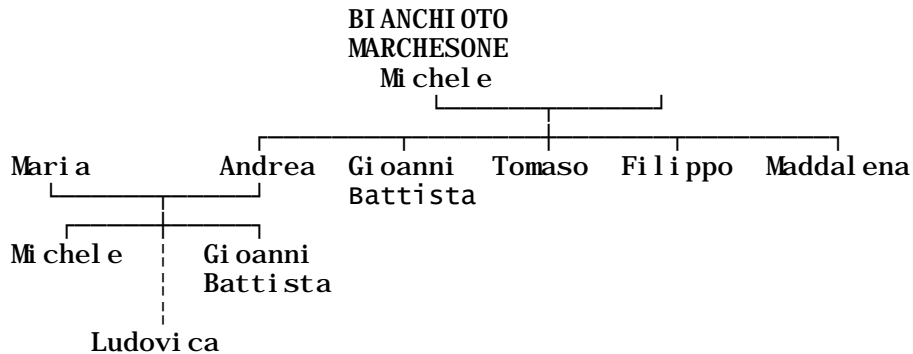 BIANCHIOTO
MARCHESONE
Michele
Maria Andrea Gioanni Tomaso Filippo Maddalena
Battista
Michele Gioanni
Battista
Ludovica